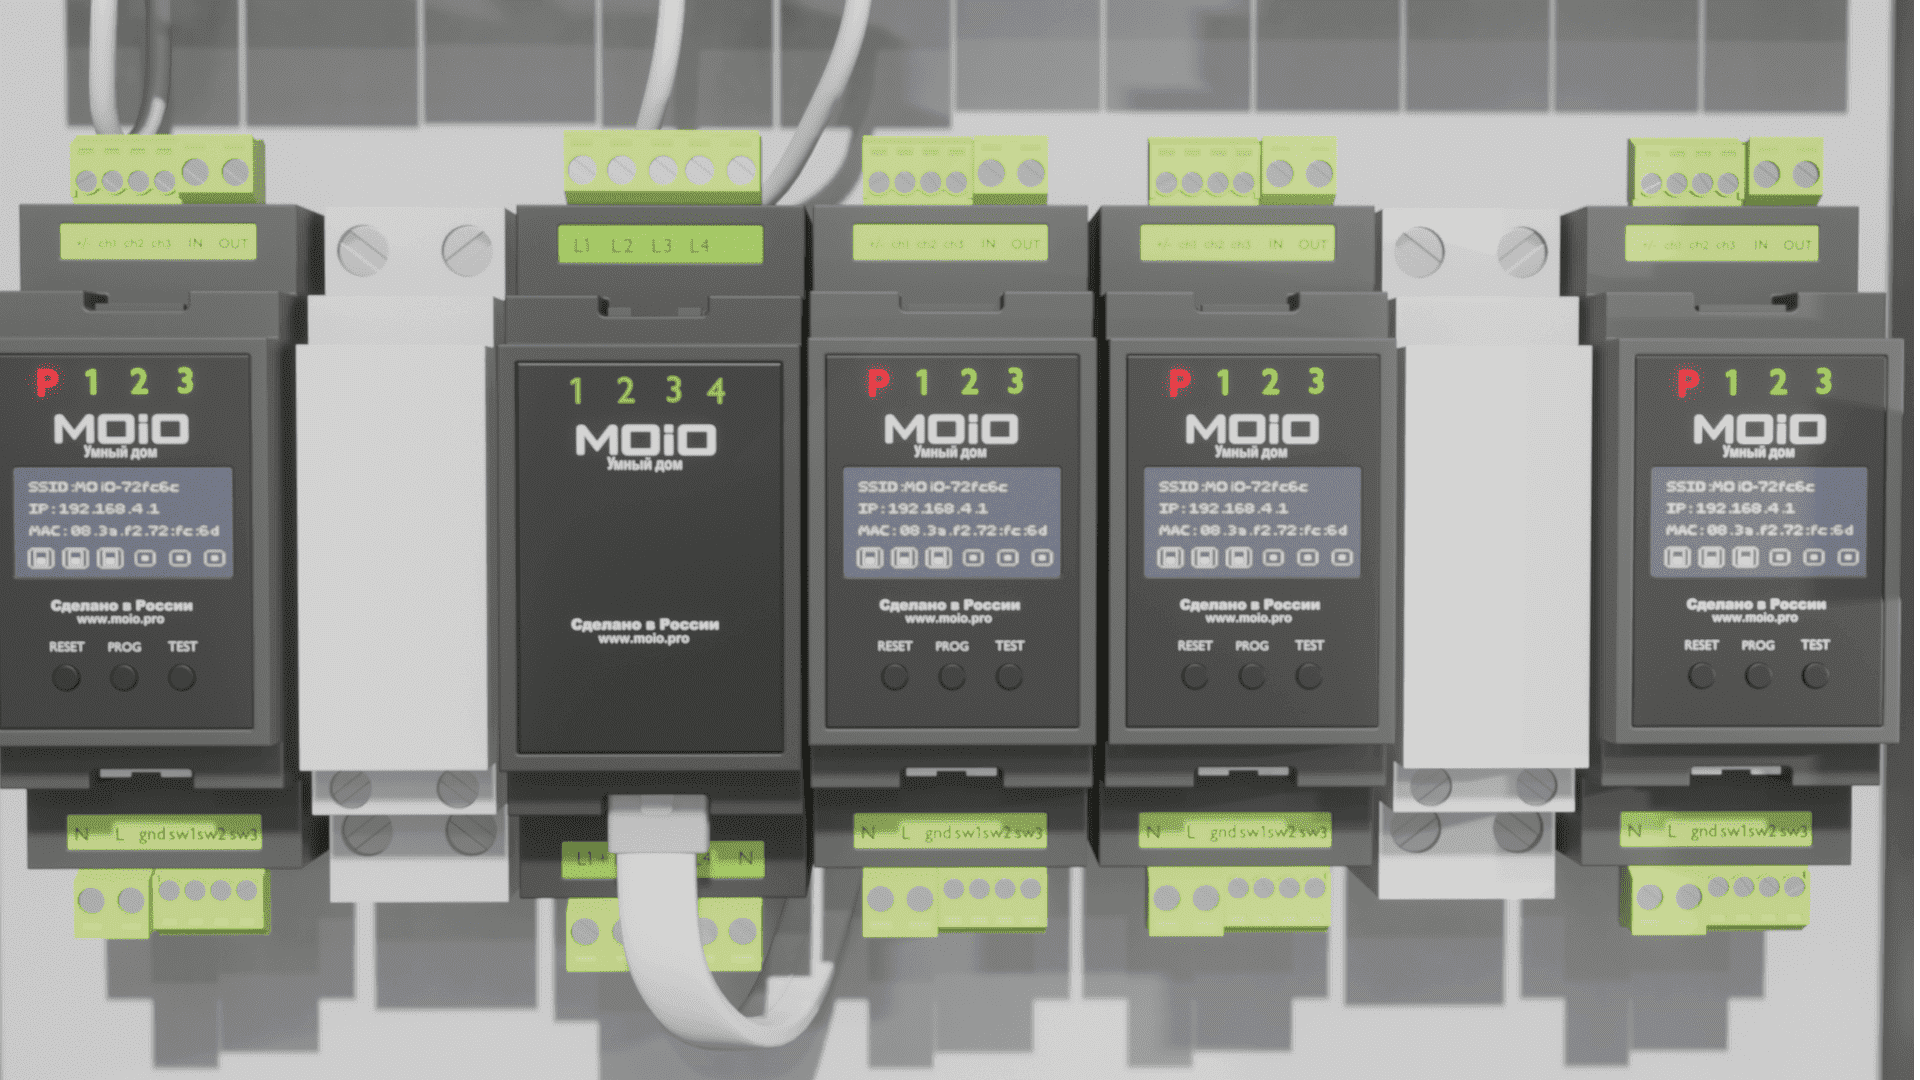 +/- ch1 ch2 ch3 IN OUT
P 1 2 3
MOiO
Умный дом
SSID:MOiO-72fc6c
IP:192.168.4.1
MAC:08.3a.f2.72:fc:6d
Сделано в России
www.moio.pro
RESET PROG TEST
N L gnd sw1 sw2 sw3
L1 L2 L3 L4
1 2 3 4
MOiO
Умный дом
Сделано в России
www.moio.pro
L1 N
+/- ch1 ch2 ch3 IN OUT
P 1 2 3
MOiO
Умный дом
SSID:MOiO-72fc6c
IP:192.168.4.1
MAC:08.3a.f2.72:fc:6d
Сделано в России
www.moio.pro
RESET PROG TEST
N L gnd sw1 sw2 sw3
+/- ch1 ch2 ch3 IN OUT
P 1 2 3
MOiO
Умный дом
SSID:MOiO-72fc6c
IP:192.168.4.1
MAC:08.3a.f2.72:fc:6d
Сделано в России
www.moio.pro
RESET PROG TEST
N L gnd sw1 sw2 sw3
+/- ch1 ch2 ch3 IN OUT
P 1 2 3
MOiO
Умный дом
SSID:MOiO-72fc6c
IP:192.168.4.1
MAC:08.3a.f2.72:fc:6d
Сделано в России
www.moio.pro
RESET PROG TEST
N L gnd sw1 sw2 sw3